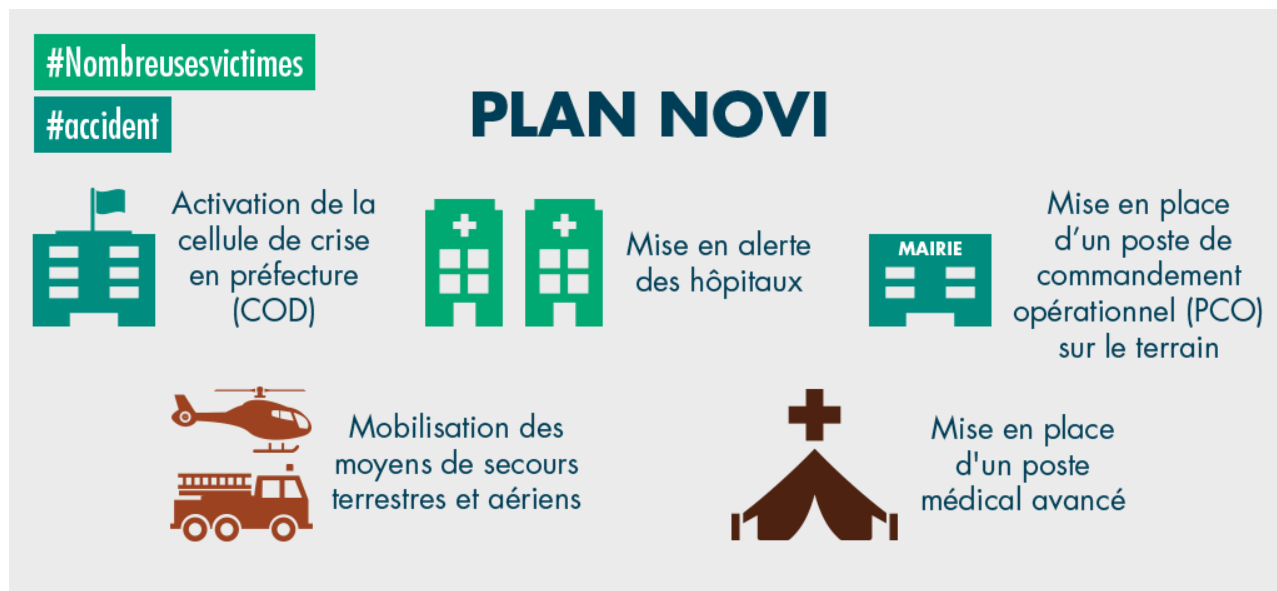 #Nombreusesvictimes
#accident
PLAN NOVI
Activation de la
cellule de crise
en préfecture
(COD)
Mise en alerte
des hôpitaux
MAIRIE
Mise en place
d’un poste de
commandement
opérationnel (PCO)
sur le terrain
Mobilisation des
moyens de secours
terrestres et aériens
Mise en place
d'un poste
médical avancé